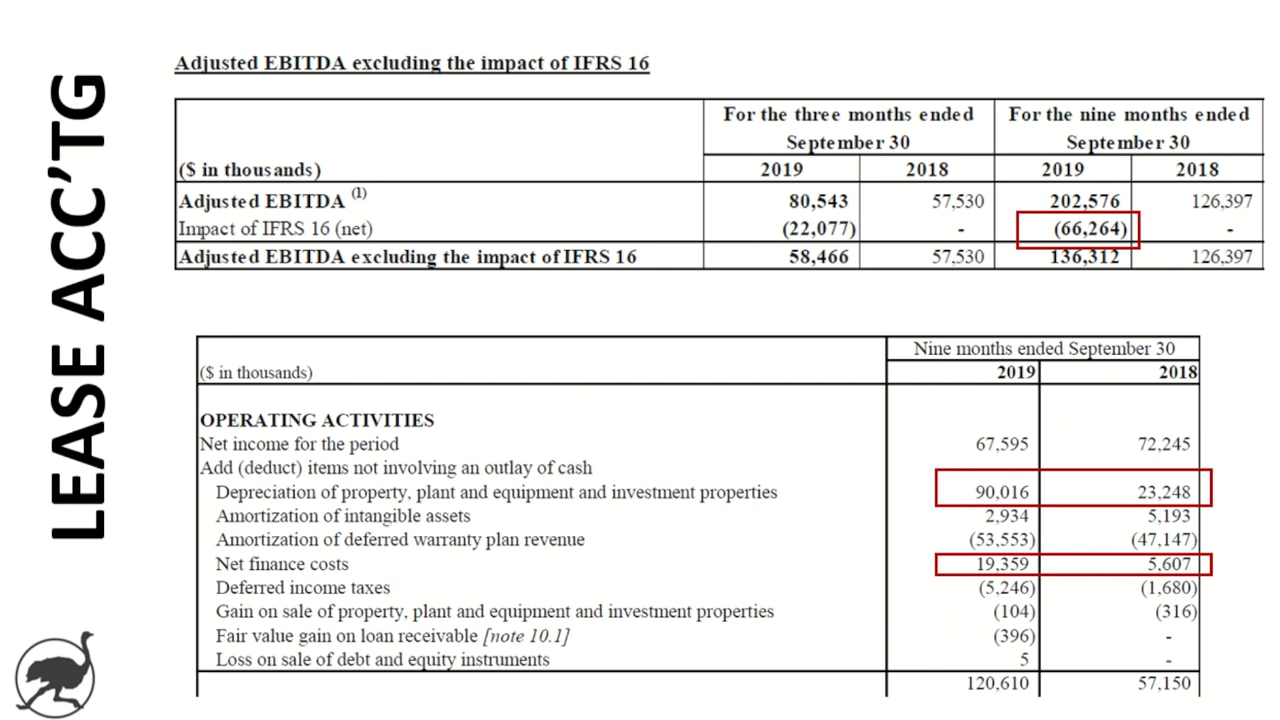 LEASE ACC'TG
Adjusted EBITDA excluding the impact of IFRS 16
For the three months ended For the nine months ended
September 30 September 30
($ in thousands) 2019 2018 2019 2018
Adjusted EBITDA (1) 80,543 57,530 202,576 126,397
Impact of IFRS 16 (net) (22,077) - (66,264) -
Adjusted EBITDA excluding the impact of IFRS 16 58,466 57,530 136,312 126,397
Nine months ended September 30
($ in thousands) 2019 2018
OPERATING ACTIVITIES
Net income for the period 67,595 72,245
Add (deduct) items not involving an outlay of cash
Depreciation of property, plant and equipment and investment properties 90,016 23,248
Amortization of intangible assets 2,934 5,193
Amortization of deferred warranty plan revenue (53,553) (47,147)
Net finance costs 19,359 5,607
Deferred income taxes (5,246) (1,680)
Gain on sale of property, plant and equipment and investment properties (104) (316)
Fair value gain on loan receivable [note 10.1] (396) -
Loss on sale of debt and equity instruments 5 -
120,610 57,150